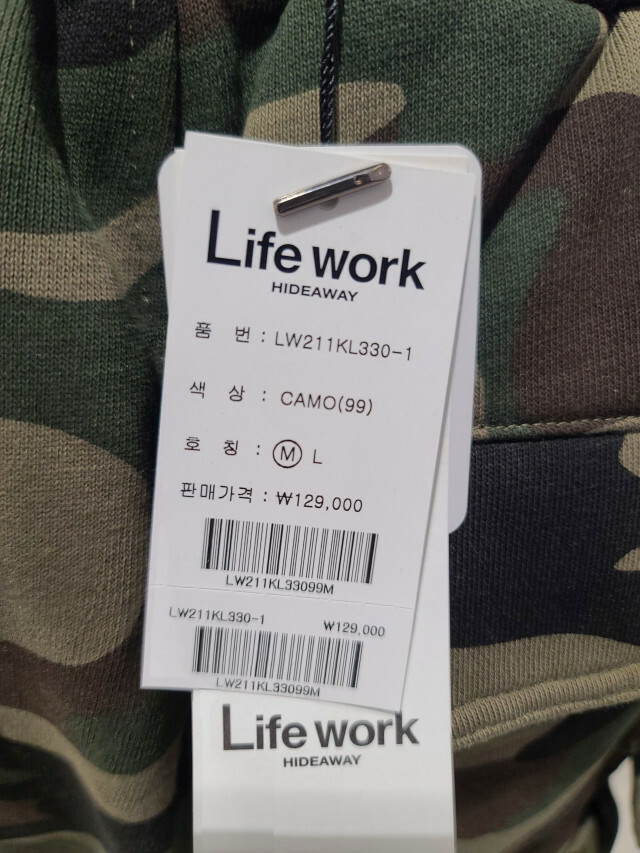 Life work
HIDEAWAY
품 번 : LW211KL330-1
색 상 : CAMO(99)
호 칭 : M L
판매가격 : ₩129,000
LW211KL33099M
LW211KL330-1 ₩129,000
LW211KL33099M
Life work
HIDEAWAY